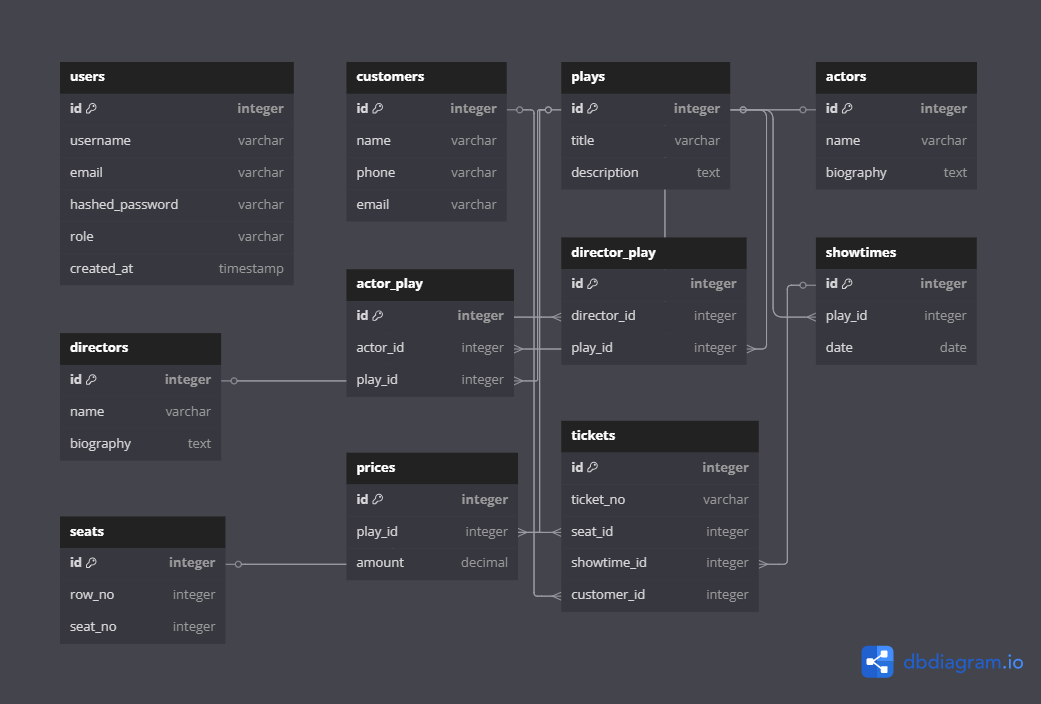 users
id integer
username varchar
email varchar
hashed_password varchar
role varchar
created_at timestamp
customers
id integer
name varchar
phone varchar
email varchar
plays
id integer
title varchar
description text
actors
id integer
name varchar
biography text
actor_play
id integer
actor_id integer
play_id integer
director_play
id integer
director_id integer
play_id integer
showtimes
id integer
play_id integer
date date
directors
id integer
name varchar
biography text
prices
id integer
play_id integer
amount decimal
tickets
id integer
ticket_no varchar
seat_id integer
showtime_id integer
customer_id integer
seats
id integer
row_no integer
seat_no integer
dbdiagram.io